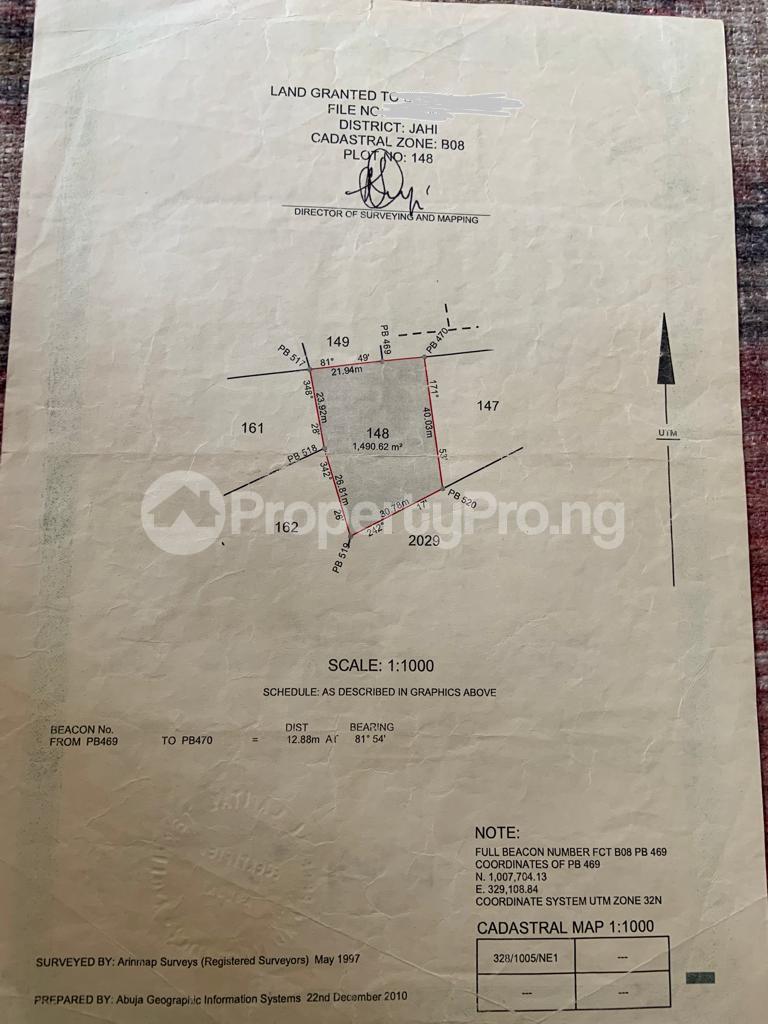 LAND GRANTED TO
FILE NO
DISTRICT: JAHI
CADASTRAL ZONE: B08
PLOT NO: 148
DIRECTOR OF SURVEYING AND MAPPING
149
PB 469
PB 470
PB 517
81° 49'
21.94m
348° 28'
23.92m
171° 53'
40.03m
161
148
1,490.62 m²
147
UTM
PB 518
342° 26'
26.81m
30.78m
242° 17'
PB 520
162
PB 519
2029
PropertyPro.ng
SCALE: 1:1000
SCHEDULE: AS DESCRIBED IN GRAPHICS ABOVE
BEACON No. DIST BEARING
FROM PB469 TO PB470 = 12.88m AT 81° 54'
NOTE:
FULL BEACON NUMBER FCT B08 PB 469
COORDINATES OF PB 469
N. 1,007,704.13
E. 329,108.84
COORDINATE SYSTEM UTM ZONE 32N
CADASTRAL MAP 1:1000
328/1005/NE1 ---
--- ---
SURVEYED BY: Arinmap Surveys (Registered Surveyors) May 1997
PREPARED BY: Abuja Geographic Information Systems 22nd December 2010